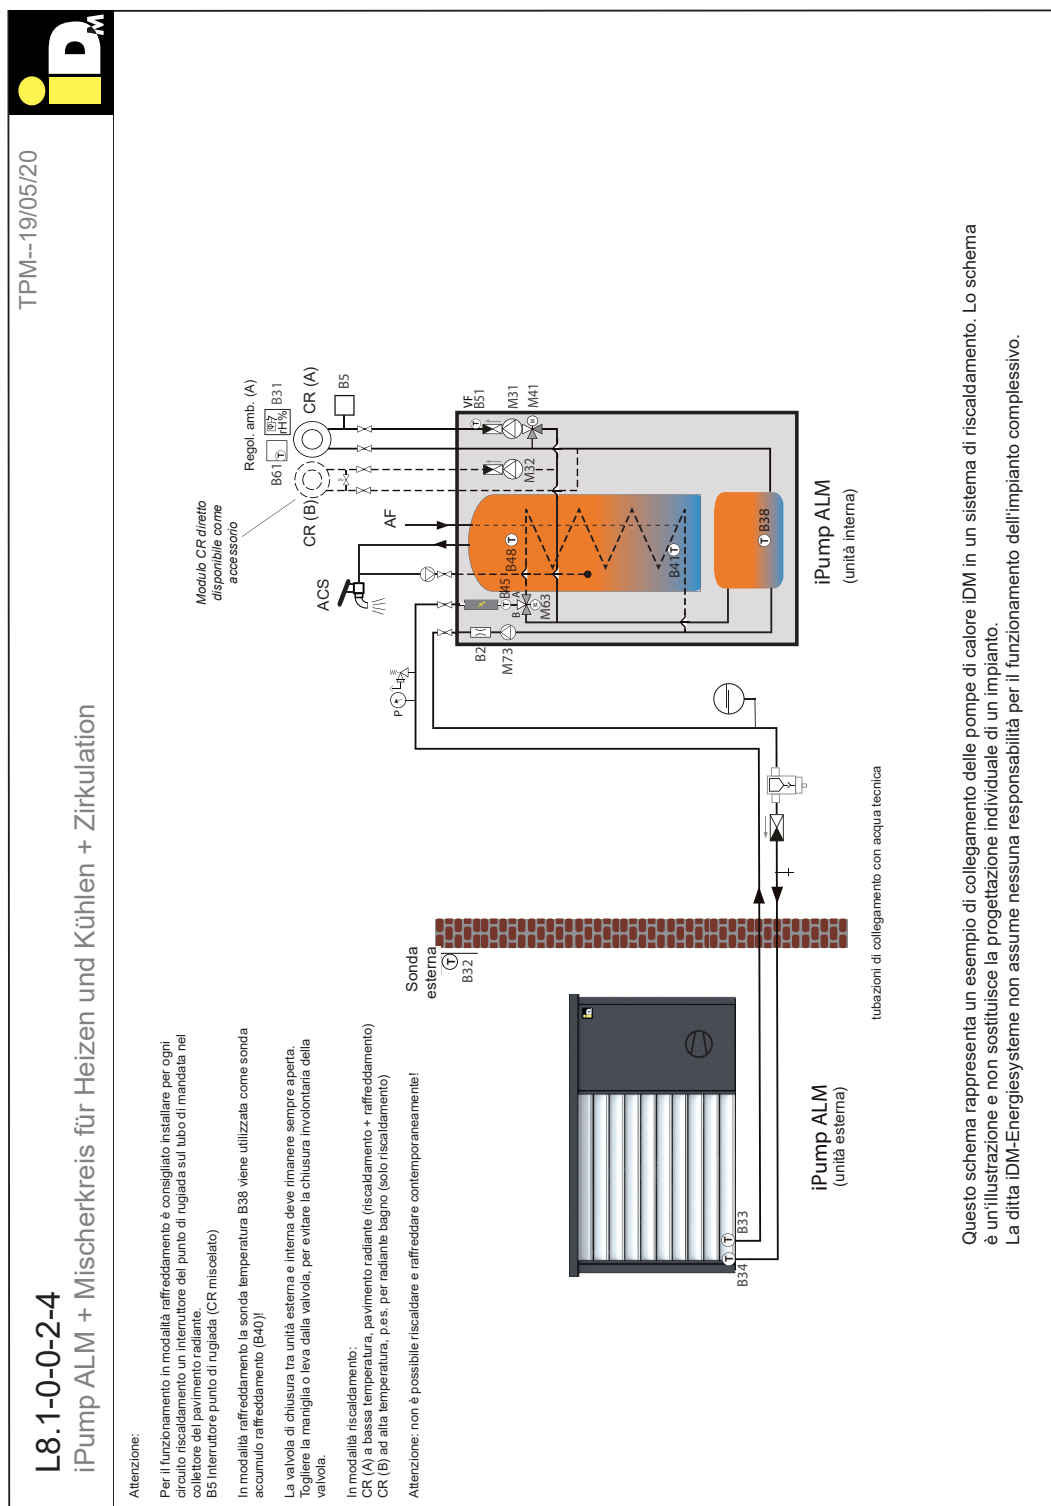 L8.1-0-0-2-4
iPump ALM + Mischerkreis für Heizen und Kühlen + Zirkulation
TPM--19/05/20
iDM
Attenzione:
Per il funzionamento in modalità raffreddamento è consigliato installare per ogni
circuito riscaldamento un interruttore del punto di rugiada sul tubo di mandata nel
collettore del pavimento radiante.
B5 Interruttore punto di rugiada (CR miscelato)
In modalità raffreddamento la sonda temperatura B38 viene utilizzata come sonda
accumulo raffreddamento (B40)!
La valvola di chiusura tra unità esterna e interna deve rimanere sempre aperta.
Togliere la maniglia o leva dalla valvola, per evitare la chiusura involontaria della
valvola.
In modalità riscaldamento:
CR (A) a bassa temperatura, pavimento radiante (riscaldamento + raffreddamento)
CR (B) ad alta temperatura, p.es. per radiante bagno (solo riscaldamento)
Attenzione: non è possibile riscaldare e raffreddare contemporaneamente!
Modulo CR diretto
disponibile come
accessorio
Regol. amb. (A)
B61
T
rH%
B31
CR (B)
CR (A)
B5
ACS
AF
VF
B51
T
M31
M41
M
M32
P
B48
T
B45
T
A
B
M
M63
B2
M73
B41
T
T
B38
iPump ALM
(unità interna)
Sonda
esterna
T
B32
iDM
T
B34
T
B33
iPump ALM
(unità esterna)
tubazioni di collegamento con acqua tecnica
Questo schema rappresenta un esempio di collegamento delle pompe di calore iDM in un sistema di riscaldamento. Lo schema
è un'illustrazione e non sostituisce la progettazione individuale di un impianto.
La ditta iDM-Energiesysteme non assume nessuna responsabilità per il funzionamento dell'impianto complessivo.